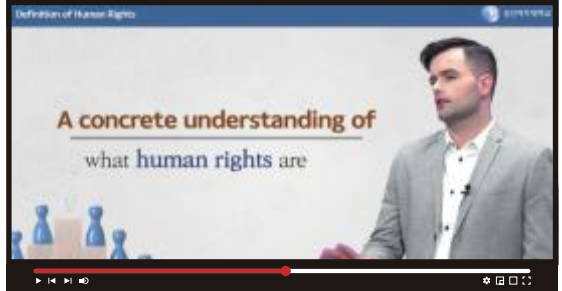 Definition of Human Rights
A concrete understanding of
what human rights are